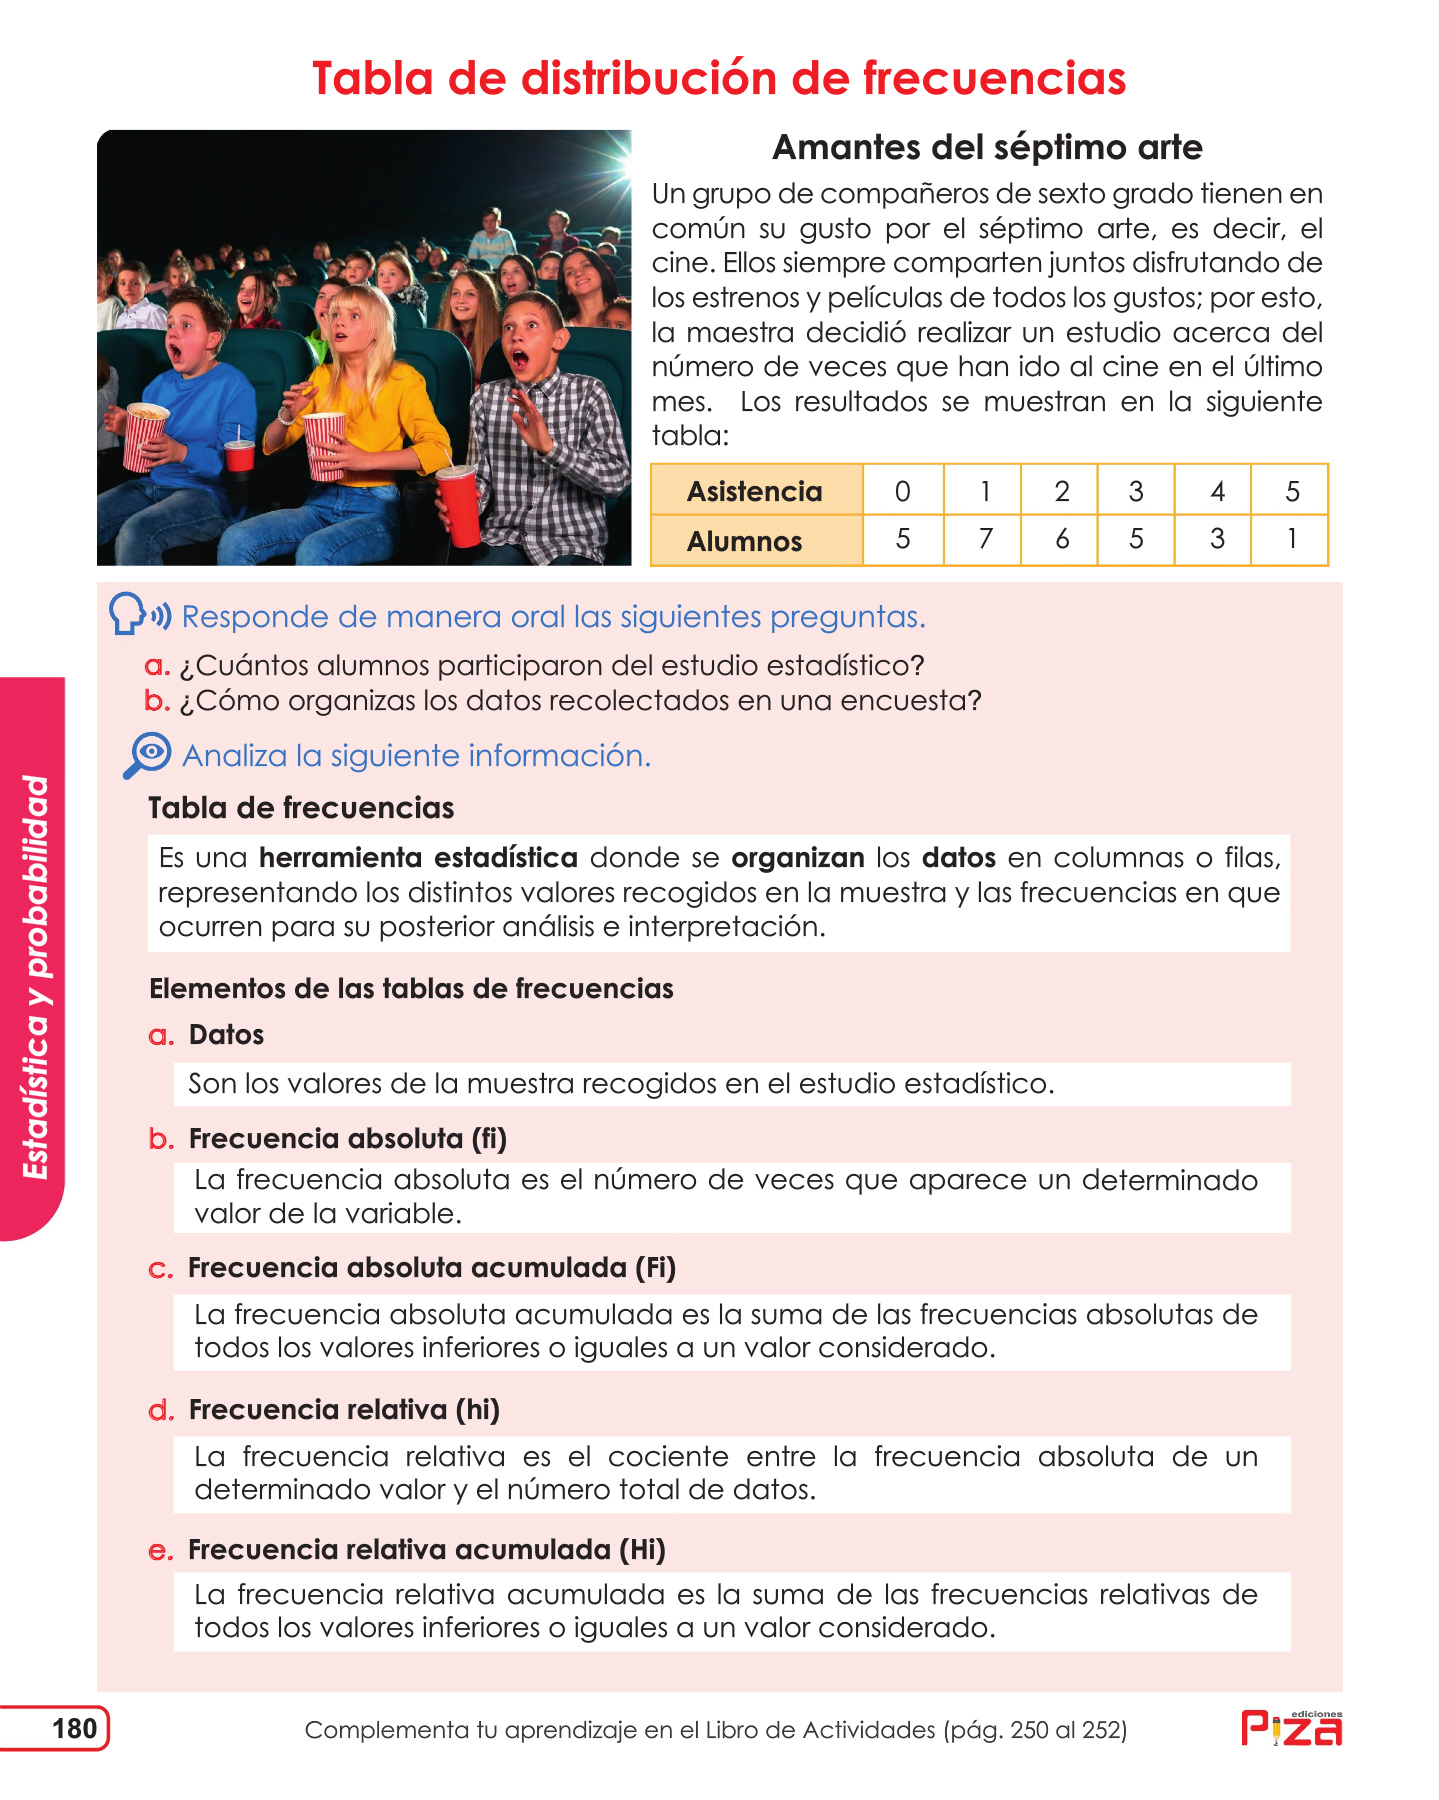 Tabla de distribución de frecuencias
Amantes del séptimo arte
Un grupo de compañeros de sexto grado tienen en
común su gusto por el séptimo arte, es decir, el
cine. Ellos siempre comparten juntos disfrutando de
los estrenos y películas de todos los gustos; por esto,
la maestra decidió realizar un estudio acerca del
número de veces que han ido al cine en el último
mes. Los resultados se muestran en la siguiente
tabla:
Asistencia 0 1 2 3 4 5
Alumnos 5 7 6 5 3 1
Responde de manera oral las siguientes preguntas.
a. ¿Cuántos alumnos participaron del estudio estadístico?
b. ¿Cómo organizas los datos recolectados en una encuesta?
Analiza la siguiente información.
Tabla de frecuencias
Es una herramienta estadística donde se organizan los datos en columnas o filas,
representando los distintos valores recogidos en la muestra y las frecuencias en que
ocurren para su posterior análisis e interpretación.
Elementos de las tablas de frecuencias
a. Datos
Son los valores de la muestra recogidos en el estudio estadístico.
b. Frecuencia absoluta (fi)
La frecuencia absoluta es el número de veces que aparece un determinado
valor de la variable.
c. Frecuencia absoluta acumulada (Fi)
La frecuencia absoluta acumulada es la suma de las frecuencias absolutas de
todos los valores inferiores o iguales a un valor considerado.
d. Frecuencia relativa (hi)
La frecuencia relativa es el cociente entre la frecuencia absoluta de un
determinado valor y el número total de datos.
e. Frecuencia relativa acumulada (Hi)
La frecuencia relativa acumulada es la suma de las frecuencias relativas de
todos los valores inferiores o iguales a un valor considerado.
Estadística y probabilidad
180
Complementa tu aprendizaje en el Libro de Actividades (pág. 250 al 252)
ediciones
Piza